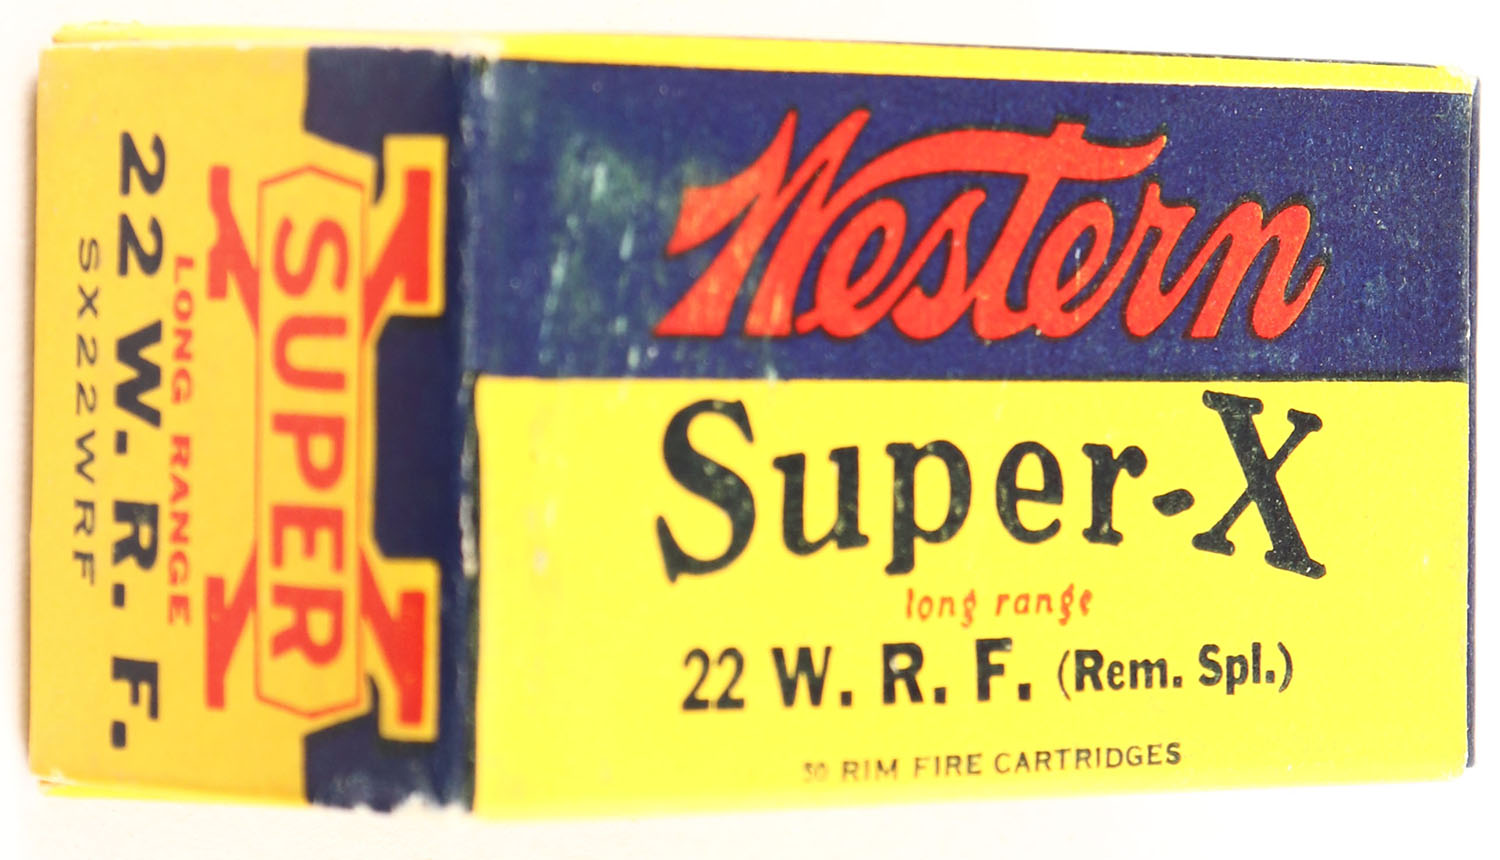 Western
Super-X
long range
22 W. R. F. (Rem. Spl.)
50 RIM FIRE CARTRIDGES
X
SUPER
LONG RANGE
22 W. R. F.
SX22WRF